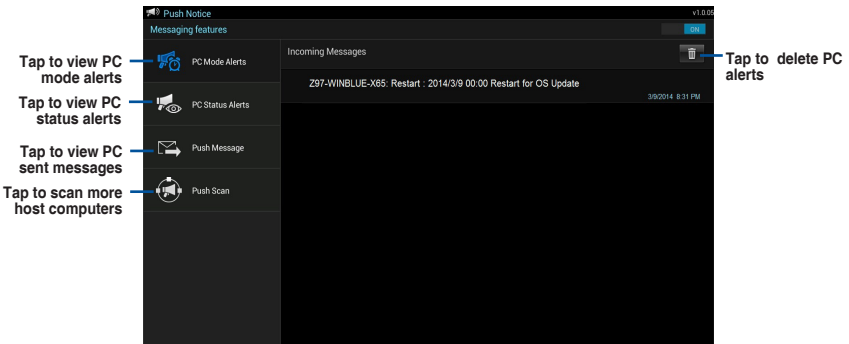 Push Notice
v1.0.05
Messaging features
ON
Tap to view PC
mode alerts
PC Mode Alerts
Incoming Messages
Tap to delete PC
alerts
Z97-WINBLUE-X65: Restart : 2014/3/9 00:00 Restart for OS Update
3/9/2014 8:31 PM
Tap to view PC
status alerts
PC Status Alerts
Tap to view PC
sent messages
Push Message
Tap to scan more
host computers
Push Scan